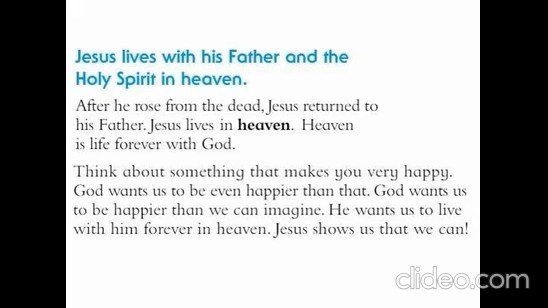 Jesus lives with his Father and the
Holy Spirit in heaven.
After he rose from the dead, Jesus returned to
his Father. Jesus lives in heaven. Heaven
is life forever with God.
Think about something that makes you very happy.
God wants us to be even happier than that. God wants us
to be happier than we can imagine. He wants us to live
with him forever in heaven. Jesus shows us that we can!
clideo.com